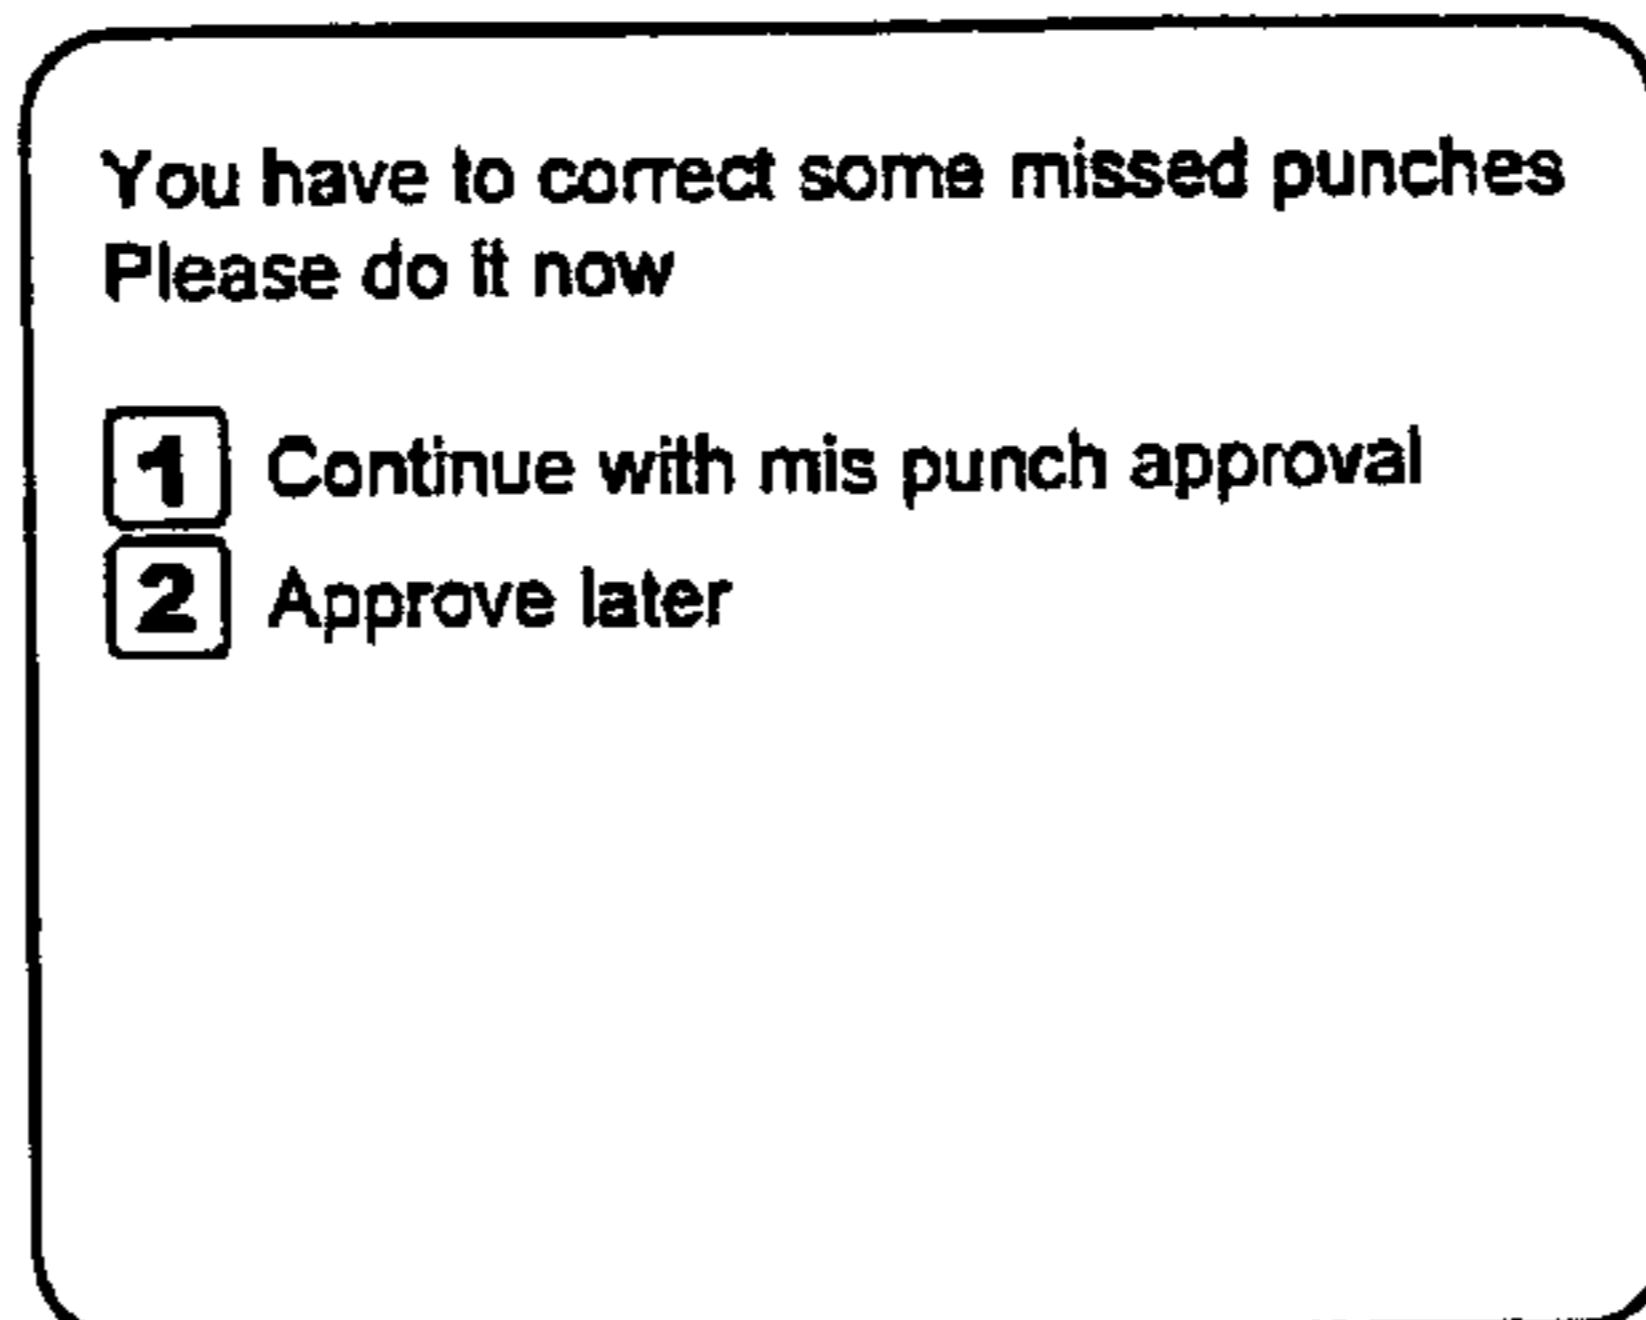 You have to correct some missed punches
Please do it now
1 Continue with mis punch approval
2 Approve later